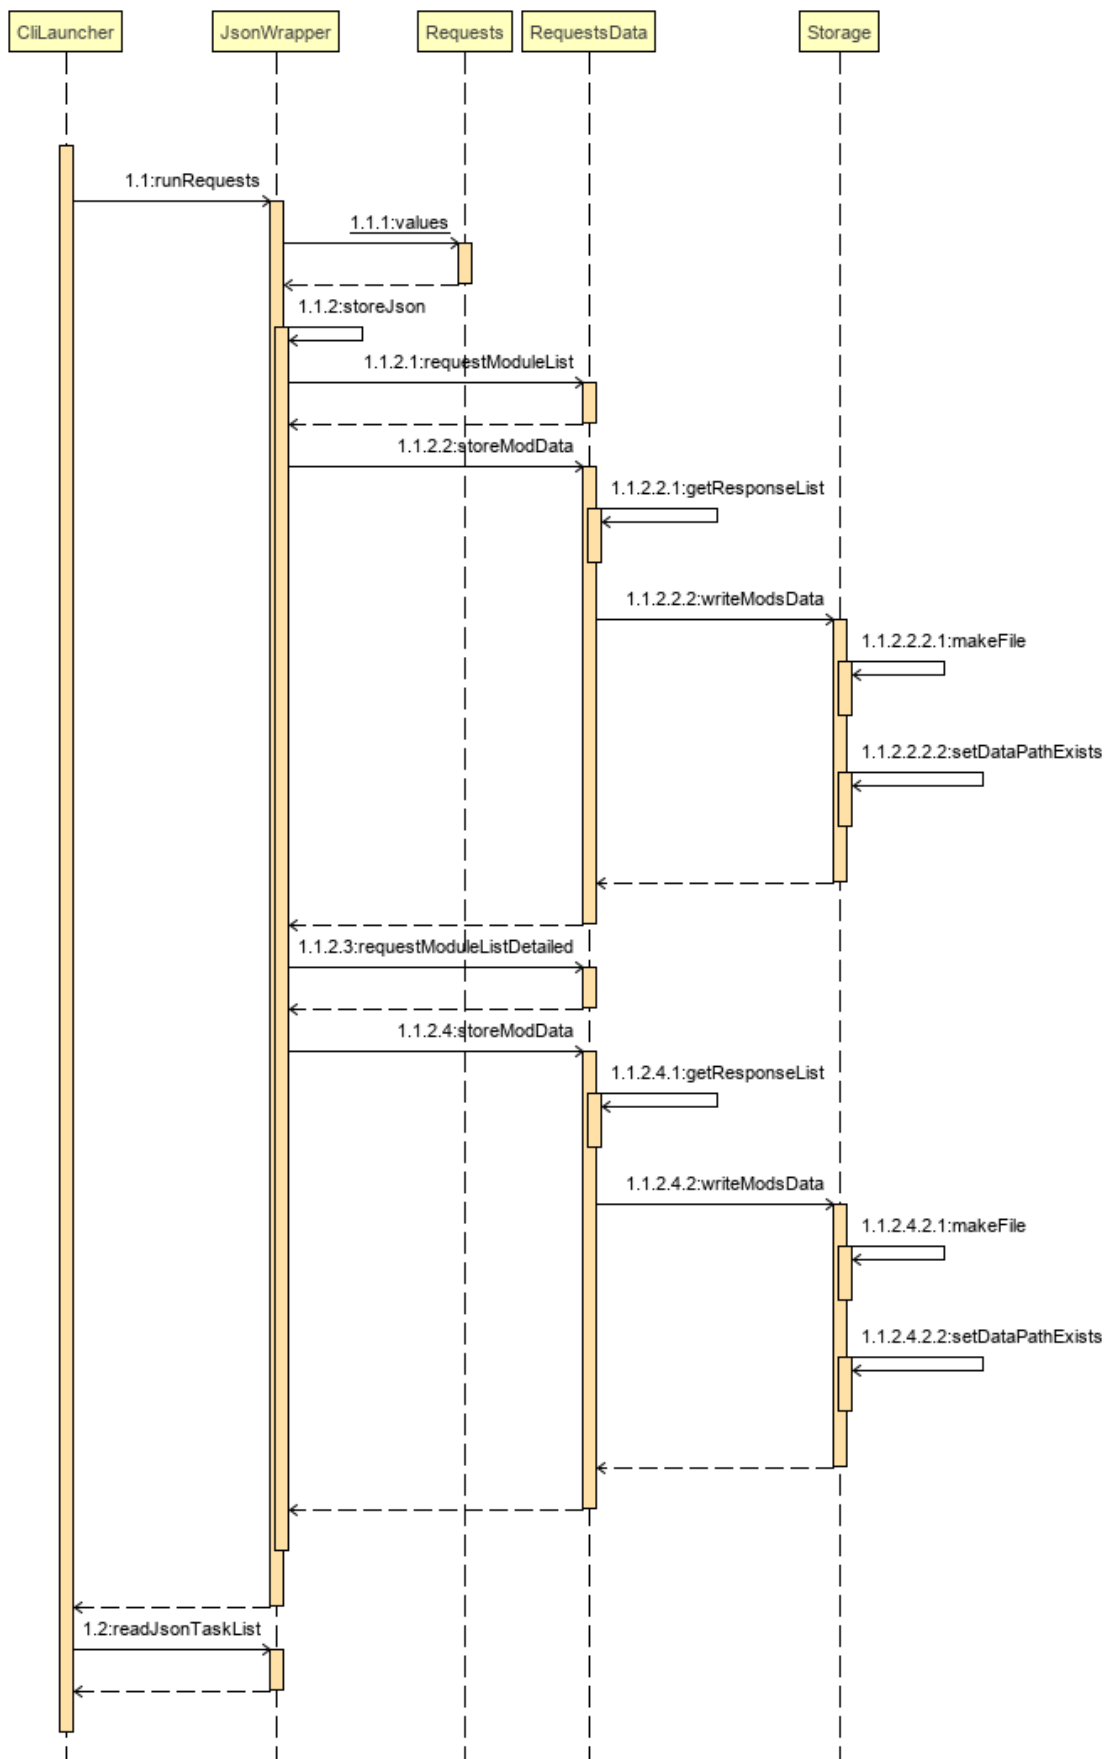 CliLauncher
JsonWrapper
Requests
RequestsData
Storage
1.1:runRequests
1.1.1:values
1.1.2:storeJson
1.1.2.1:requestModuleList
1.1.2.2:storeModData
1.1.2.2.1:getResponseList
1.1.2.2.2:writeModsData
1.1.2.2.2.1:makeFile
1.1.2.2.2.2:setDataPathExists
1.1.2.3:requestModuleListDetailed
1.1.2.4:storeModData
1.1.2.4.1:getResponseList
1.1.2.4.2:writeModsData
1.1.2.4.2.1:makeFile
1.1.2.4.2.2:setDataPathExists
1.2:readJsonTaskList